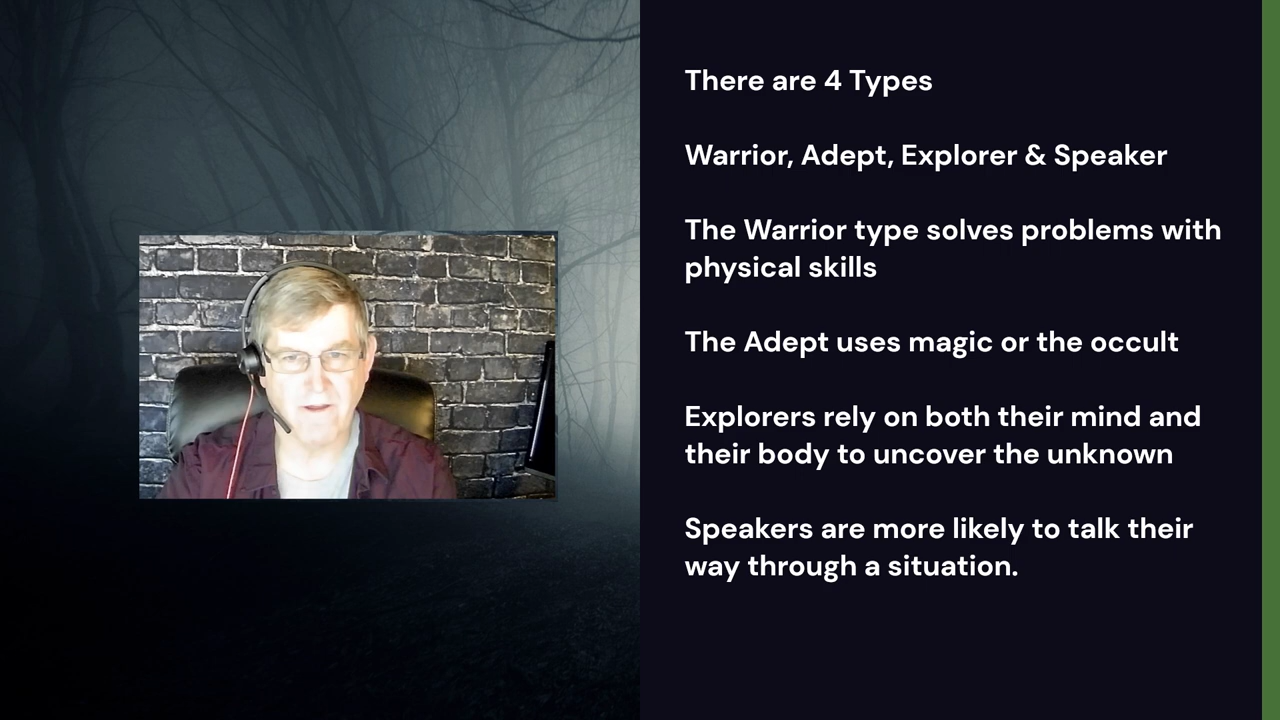 There are 4 Types
Warrior, Adept, Explorer & Speaker
The Warrior type solves problems with
physical skills
The Adept uses magic or the occult
Explorers rely on both their mind and
their body to uncover the unknown
Speakers are more likely to talk their
way through a situation.